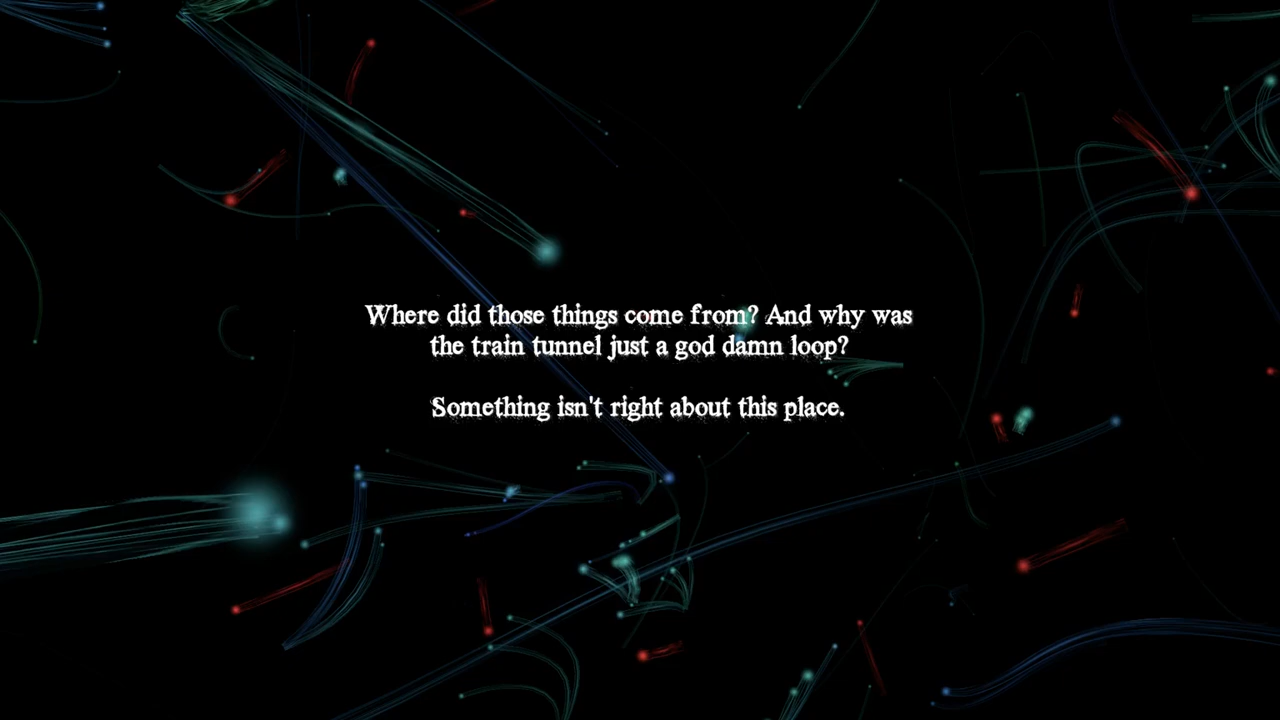 Where did those things come from? And why was
the train tunnel just a god damn loop?
Something isn't right about this place.